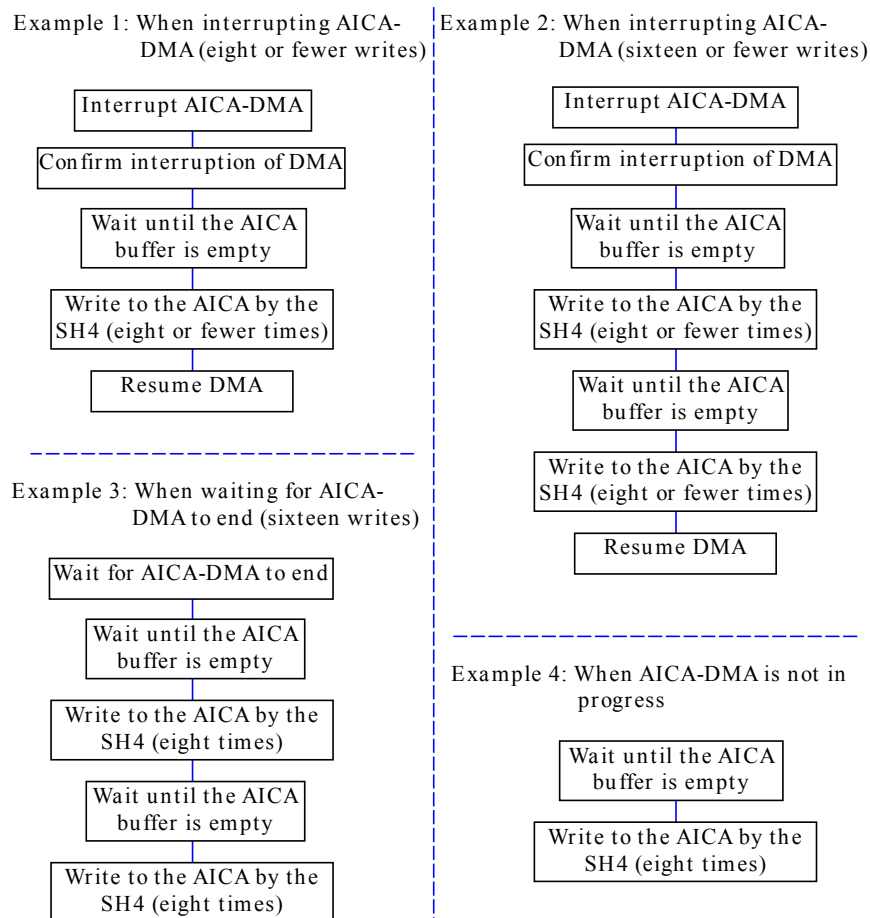 Example 1: When interrupting AICA-
DMA (eight or fewer writes)
Interrupt AICA-DMA
Confirm interruption of DMA
Wait until the AICA
buffer is empty
Write to the AICA by the
SH4 (eight or fewer times)
Resume DMA
Example 2: When interrupting AICA-
DMA (sixteen or fewer writes)
Interrupt AICA-DMA
Confirm interruption of DMA
Wait until the AICA
buffer is empty
Write to the AICA by the
SH4 (eight or fewer times)
Wait until the AICA
buffer is empty
Write to the AICA by the
SH4 (eight or fewer times)
Resume DMA
Example 3: When waiting for AICA-
DMA to end (sixteen writes)
Wait for AICA-DMA to end
Wait until the AICA
buffer is empty
Write to the AICA by the
SH4 (eight times)
Wait until the AICA
buffer is empty
Write to the AICA by the
SH4 (eight times)
Example 4: When AICA-DMA is not in
progress
Wait until the AICA
buffer is empty
Write to the AICA by the
SH4 (eight times)